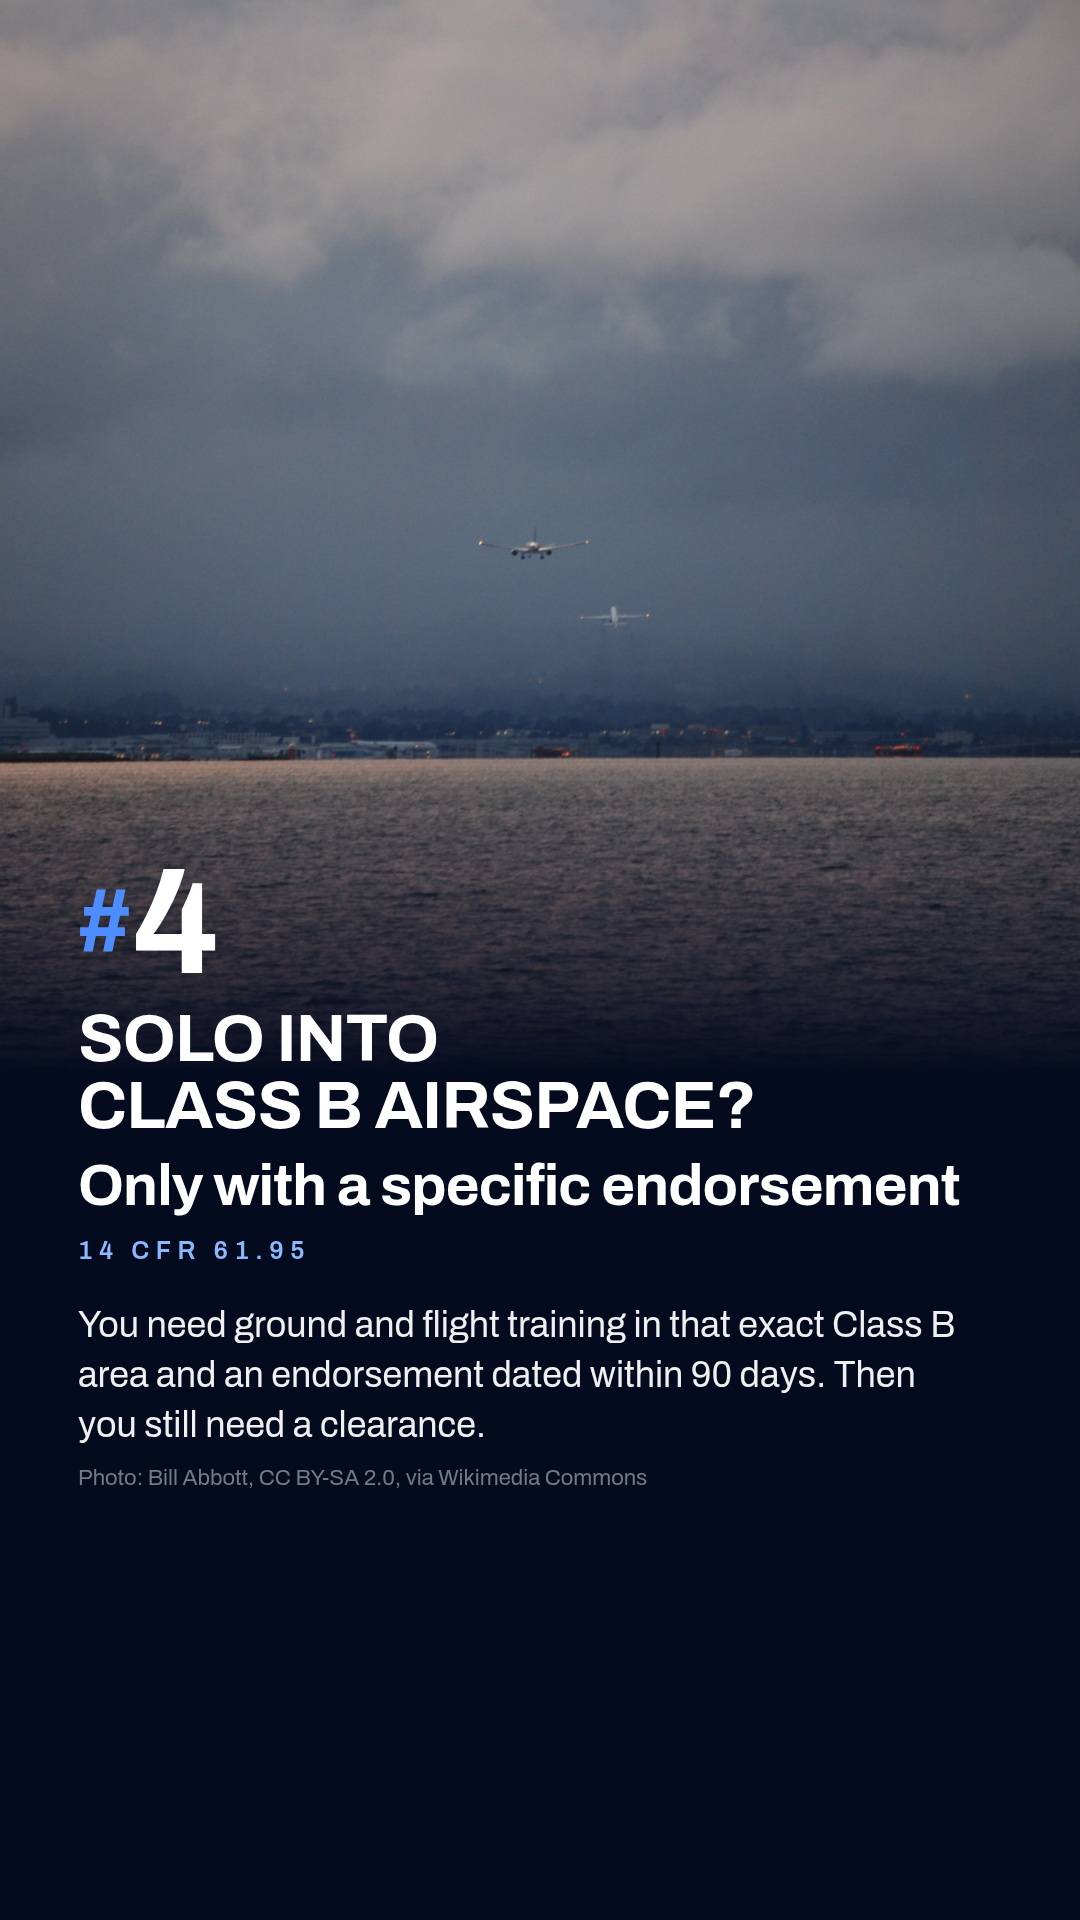 #4
SOLO INTO
CLASS B AIRSPACE?
Only with a specific endorsement
14 CFR 61.95
You need ground and flight training in that exact Class B
area and an endorsement dated within 90 days. Then
you still need a clearance.
Photo: Bill Abbott, CC BY-SA 2.0, via Wikimedia Commons